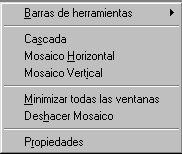 Barras de herramientas
Cascada
Mosaico Horizontal
Mosaico Vertical
Minimizar todas las ventanas
Deshacer Mosaico
Propiedades